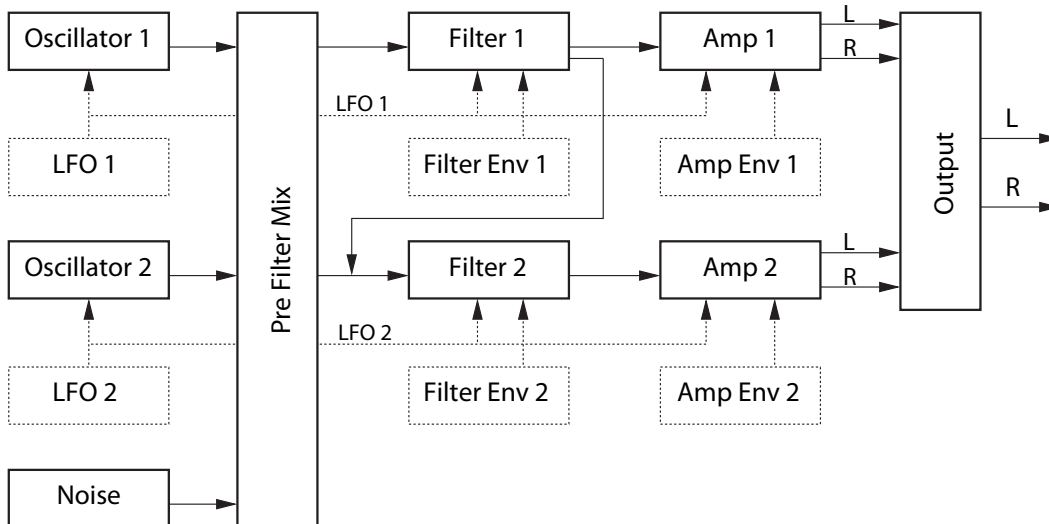 Oscillator 1
Filter 1
Amp 1
L
R
LFO 1
LFO 1
Filter Env 1
Amp Env 1
Pre Filter Mix
Output
L
R
Oscillator 2
Filter 2
Amp 2
L
R
LFO 2
LFO 2
Filter Env 2
Amp Env 2
Noise